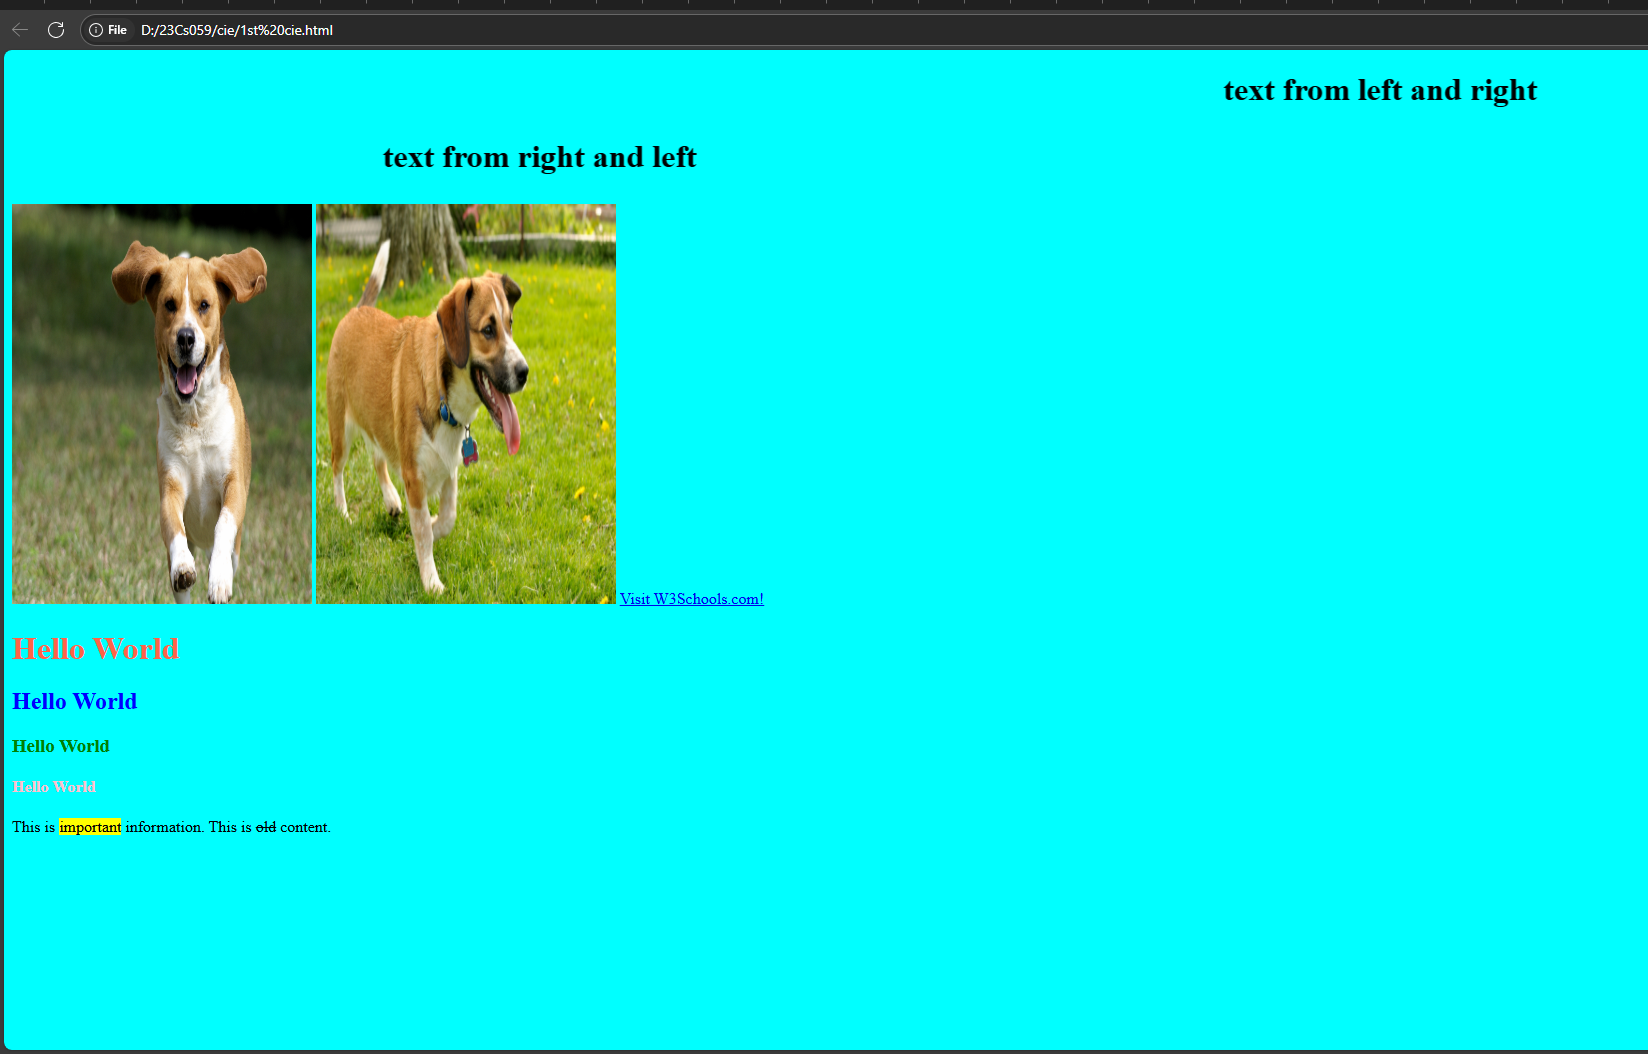 File D:/23Cs059/cie/1st%20cie.html
text from left and right
text from right and left
Visit W3Schools.com!
Hello World
Hello World
Hello World
Hello World
This is important information. This is old content.